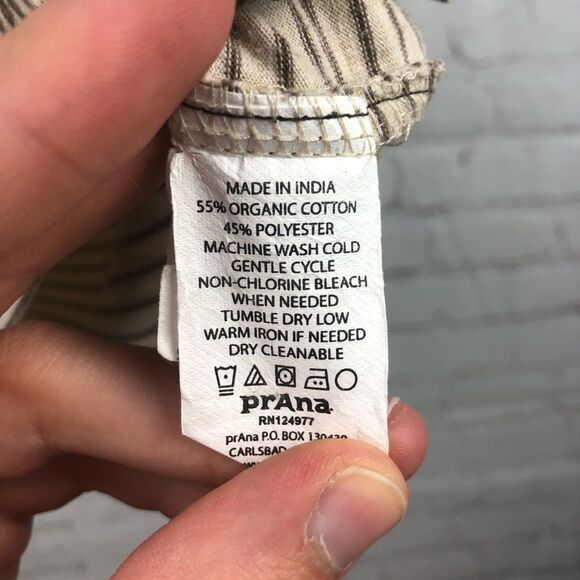 MADE IN INDIA
55% ORGANIC COTTON
45% POLYESTER
MACHINE WASH COLD
GENTLE CYCLE
NON-CHLORINE BLEACH
WHEN NEEDED
TUMBLE DRY LOW
WARM IRON IF NEEDED
DRY CLEANABLE
prAna
RN124977
prAna P.O. BOX
CARLSBAD